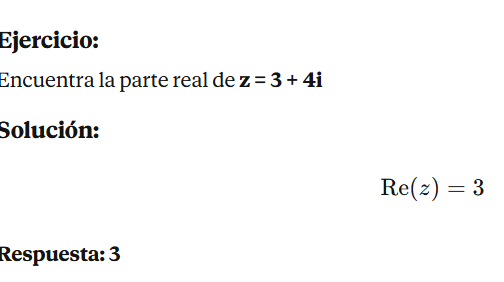 Ejercicio:
Encuentra la parte real de z = 3 + 4i
Solución:
Re(z) = 3
Respuesta: 3